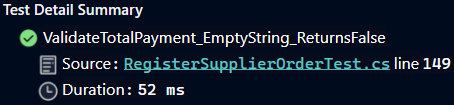 Test Detail Summary
ValidateTotalPayment_EmptyString_ReturnsFalse
Source: RegisterSupplierOrderTest.cs line 149
Duration: 52 ms